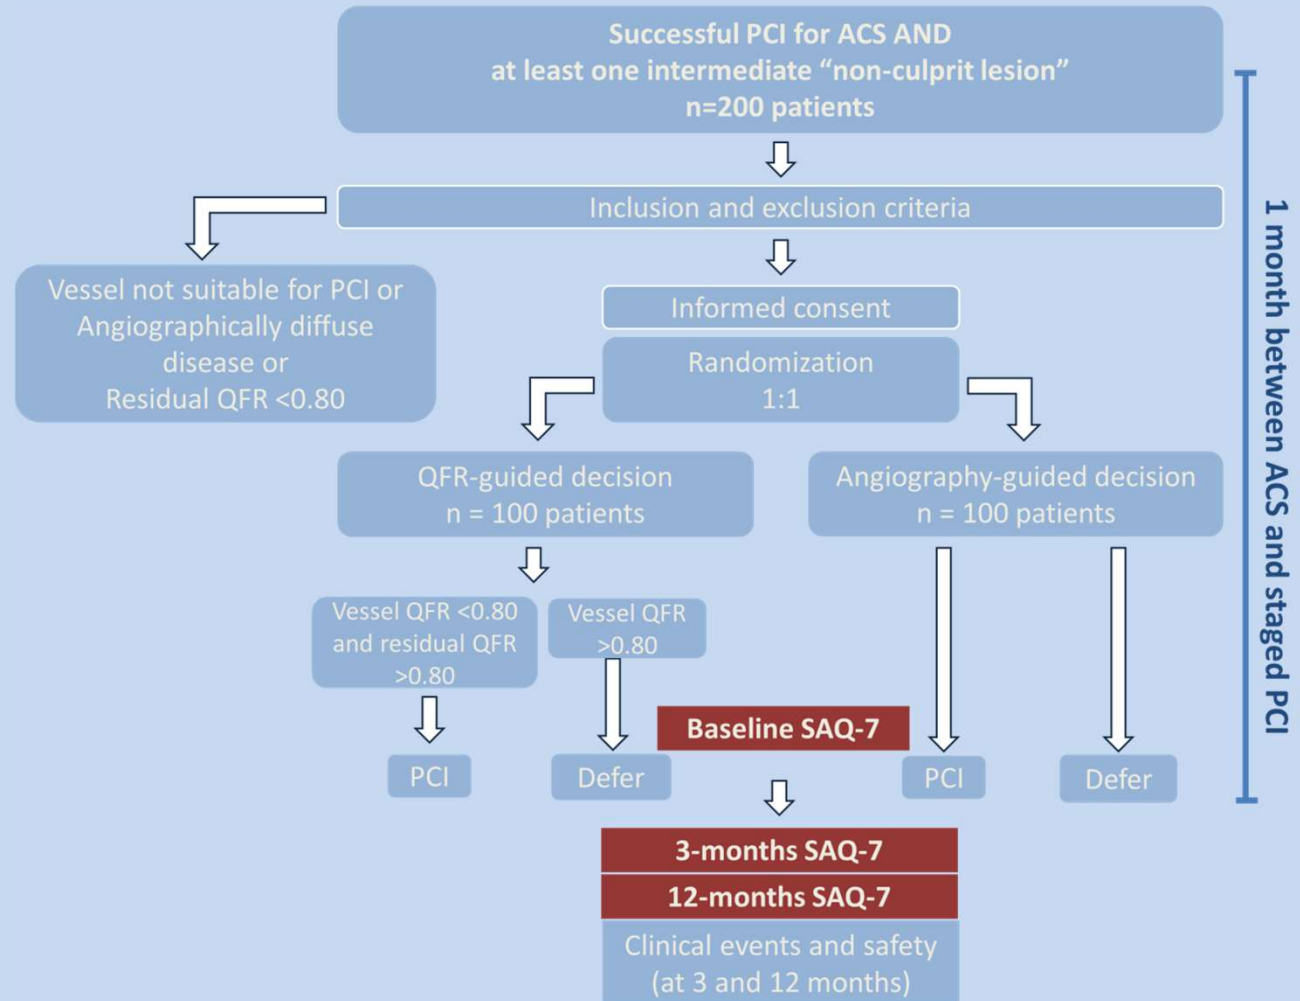 Successful PCI for ACS AND
at least one intermediate “non-culprit lesion”
n=200 patients
Inclusion and exclusion criteria
Vessel not suitable for PCI or
Angiographically diffuse
disease or
Residual QFR <0.80
Informed consent
Randomization
1:1
QFR-guided decision
n = 100 patients
Angiography-guided decision
n = 100 patients
Vessel QFR <0.80
and residual QFR
>0.80
Vessel QFR
>0.80
Baseline SAQ-7
PCI
Defer
PCI
Defer
3-months SAQ-7
12-months SAQ-7
Clinical events and safety
(at 3 and 12 months)
1 month between ACS and staged PCI